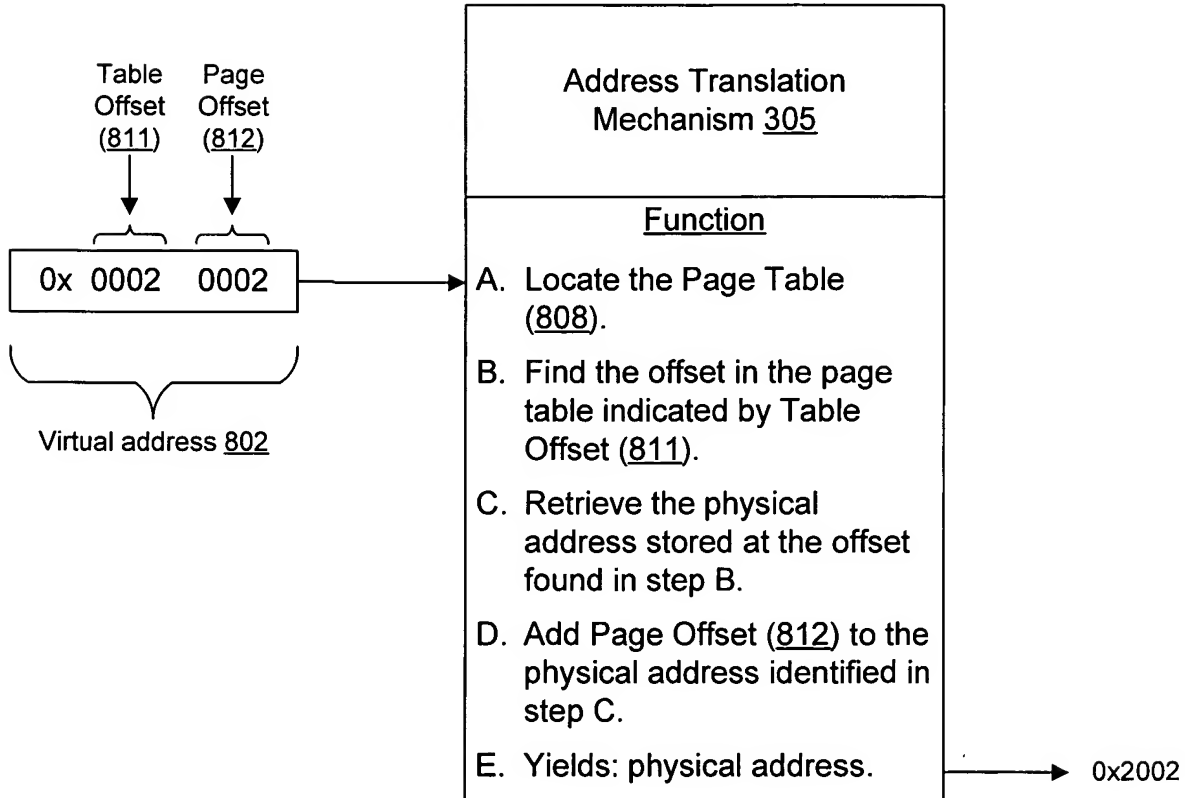 Address Translation
Mechanism 305
Table
Offset
(811)
Page
Offset
(812)
0x 0002 0002
Virtual address 802
Function
A. Locate the Page Table
(808).
B. Find the offset in the page
table indicated by Table
Offset (811).
C. Retrieve the physical
address stored at the offset
found in step B.
D. Add Page Offset (812) to the
physical address identified in
step C.
E. Yields: physical address.
0x2002